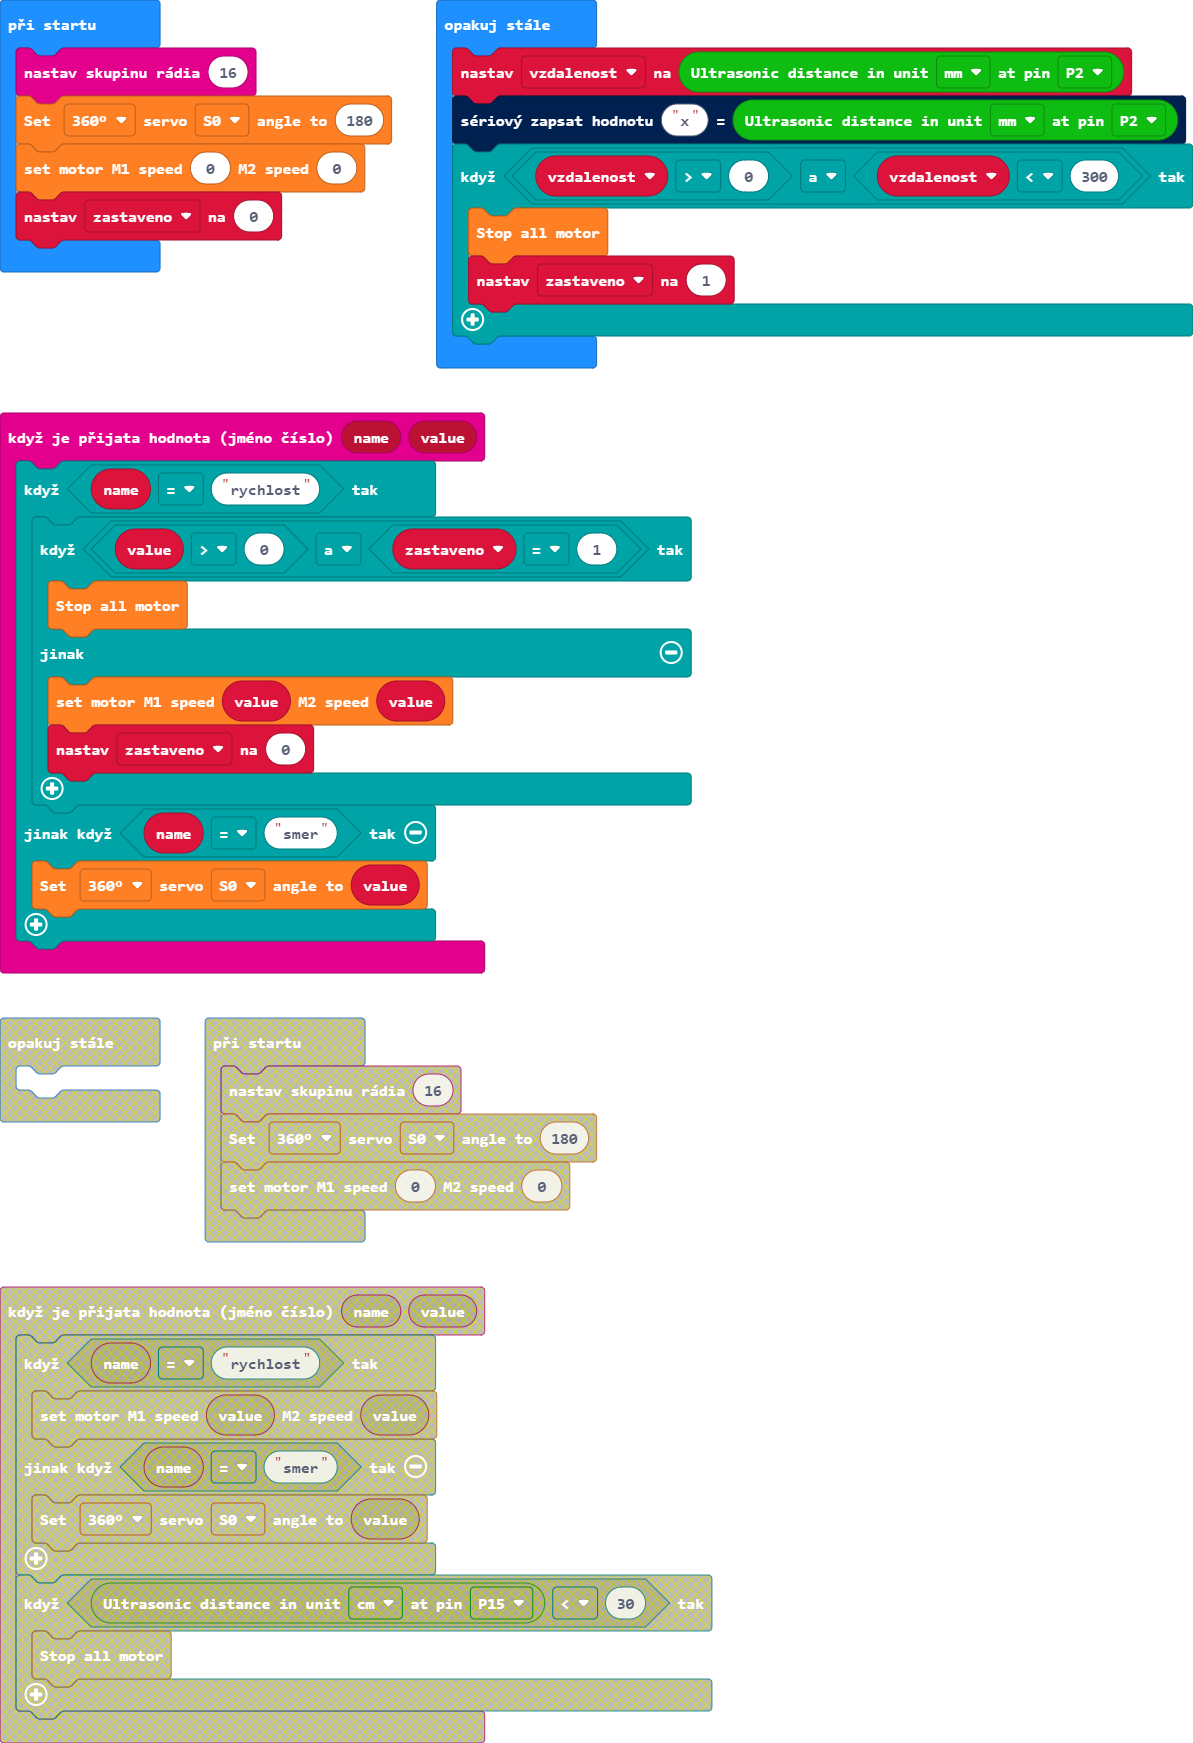 při startu
nastav skupinu rádia 16
Set 360° servo S0 angle to 180
set motor M1 speed 0 M2 speed 0
nastav zastaveno na 0
opakuj stále
nastav vzdalenost na Ultrasonic distance in unit mm at pin P2
sériový zapsat hodnotu "x" = Ultrasonic distance in unit mm at pin P2
když vzdalenost > 0 a vzdalenost < 300 tak
Stop all motor
nastav zastaveno na 1
když je přijata hodnota (jméno číslo) name value
když name = "rychlost" tak
když value > 0 a zastaveno = 1 tak
Stop all motor
jinak
set motor M1 speed value M2 speed value
nastav zastaveno na 0
jinak když name = "smer" tak
Set 360° servo S0 angle to value
opakuj stále
při startu
nastav skupinu rádia 16
Set 360° servo S0 angle to 180
set motor M1 speed 0 M2 speed 0
když je přijata hodnota (jméno číslo) name value
když name = "rychlost" tak
set motor M1 speed value M2 speed value
jinak když name = "smer" tak
Set 360° servo S0 angle to value
když Ultrasonic distance in unit cm at pin P15 < 30 tak
Stop all motor